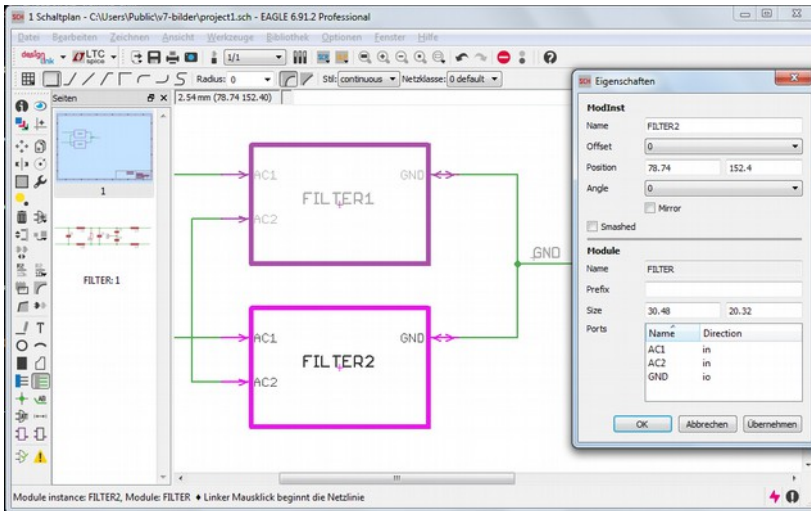 1 Schaltplan - C:\Users\Public\v7-bilder\project1.sch - EAGLE 6.91.2 Professional
Datei Bearbeiten Zeichnen Ansicht Werkzeuge Bibliothek Optionen Fenster Hilfe
design link LTC spice 1/1
Radius: 0 Stil: continuous Netzklasse: 0 default
Seiten
2.54 mm (78.74 152.40)
1
FILTER: 1
AC1 GND
FILTER1
AC2
GND
AC1 GND
FILTER2
AC2
Eigenschaften
ModInst
Name FILTER2
Offset 0
Position 78.74 152.4
Angle 0
Mirror
Smashed
Module
Name FILTER
Prefix
Size 30.48 20.32
Ports Name Direction
AC1 in
AC2 in
GND io
OK Abbrechen Übernehmen
Module instance: FILTER2, Module: FILTER ♦ Linker Mausklick beginnt die Netzlinie